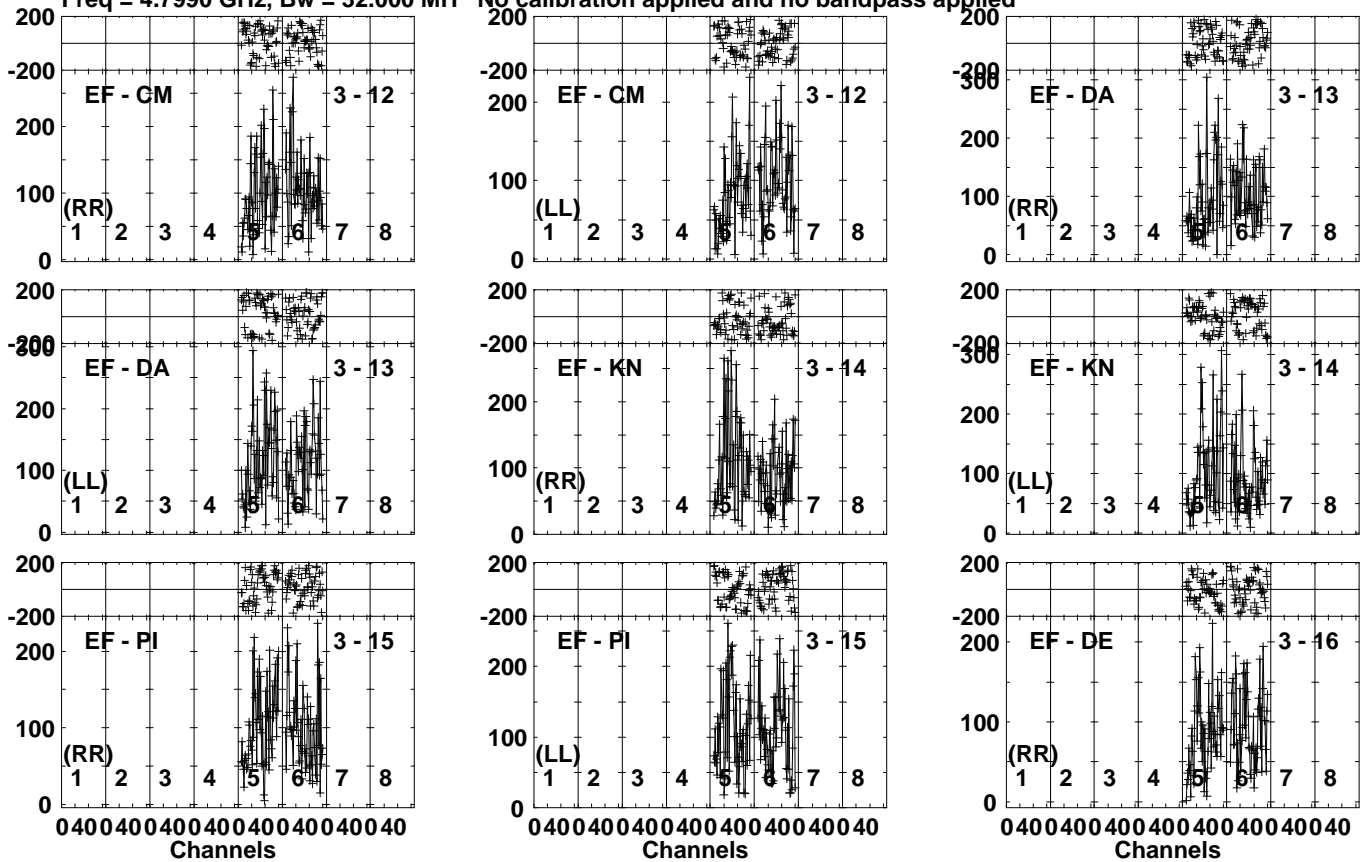 Freq = 4.7990 GHz, Bw = 32.000 MH No calibration applied and no bandpass applied
200 200 200
-200 -200 -200
300
EF - CM 3 - 12 EF - CM 3 - 12 EF - DA 3 - 13
200 200 200
100 100 100
(RR) (LL) (RR)
1 2 3 4 5 6 7 8 1 2 3 4 5 6 7 8 1 2 3 4 5 6 7 8
0 0 0
200 200 200
-200 -200 -200
300 300
EF - DA 3 - 13 EF - KN 3 - 14 EF - KN 3 - 14
200 200 200
100 100 100
(LL) (RR) (LL)
1 2 3 4 5 6 7 8 1 2 3 4 5 6 7 8 1 2 3 4 5 6 7 8
0 0 0
200 200 200
-200 -200 -200
EF - PI 3 - 15 EF - PI 3 - 15 EF - DE 3 - 16
200 200 200
100 100 100
(RR) (LL) (RR)
1 2 3 4 5 6 7 8 1 2 3 4 5 6 7 8 1 2 3 4 5 6 7 8
0 0 0
0 40 0 40 0 40 0 40 0 40 0 40 0 40 0 40 0 40 0 40 0 40 0 40 0 40 0 40 0 40 0 40 0 40 0 40 0 40 0 40 0 40 0 40 0 40 0 40
Channels Channels Channels